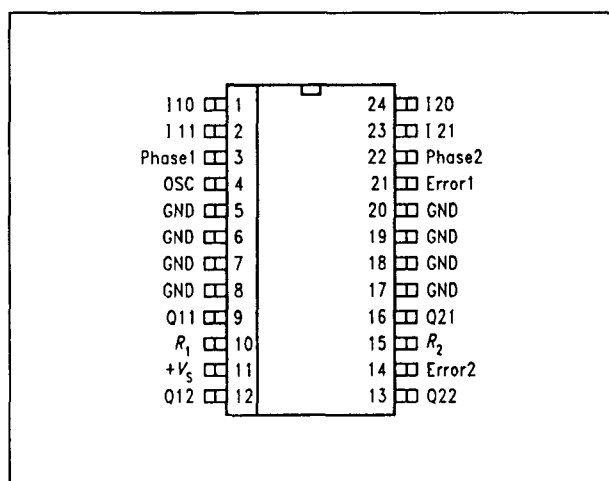 I10 1 24 I20
I11 2 23 I21
Phase1 3 22 Phase2
OSC 4 21 Error1
GND 5 20 GND
GND 6 19 GND
GND 7 18 GND
GND 8 17 GND
Q11 9 16 Q21
R₁ 10 15 R₂
+Vₛ 11 14 Error2
Q12 12 13 Q22